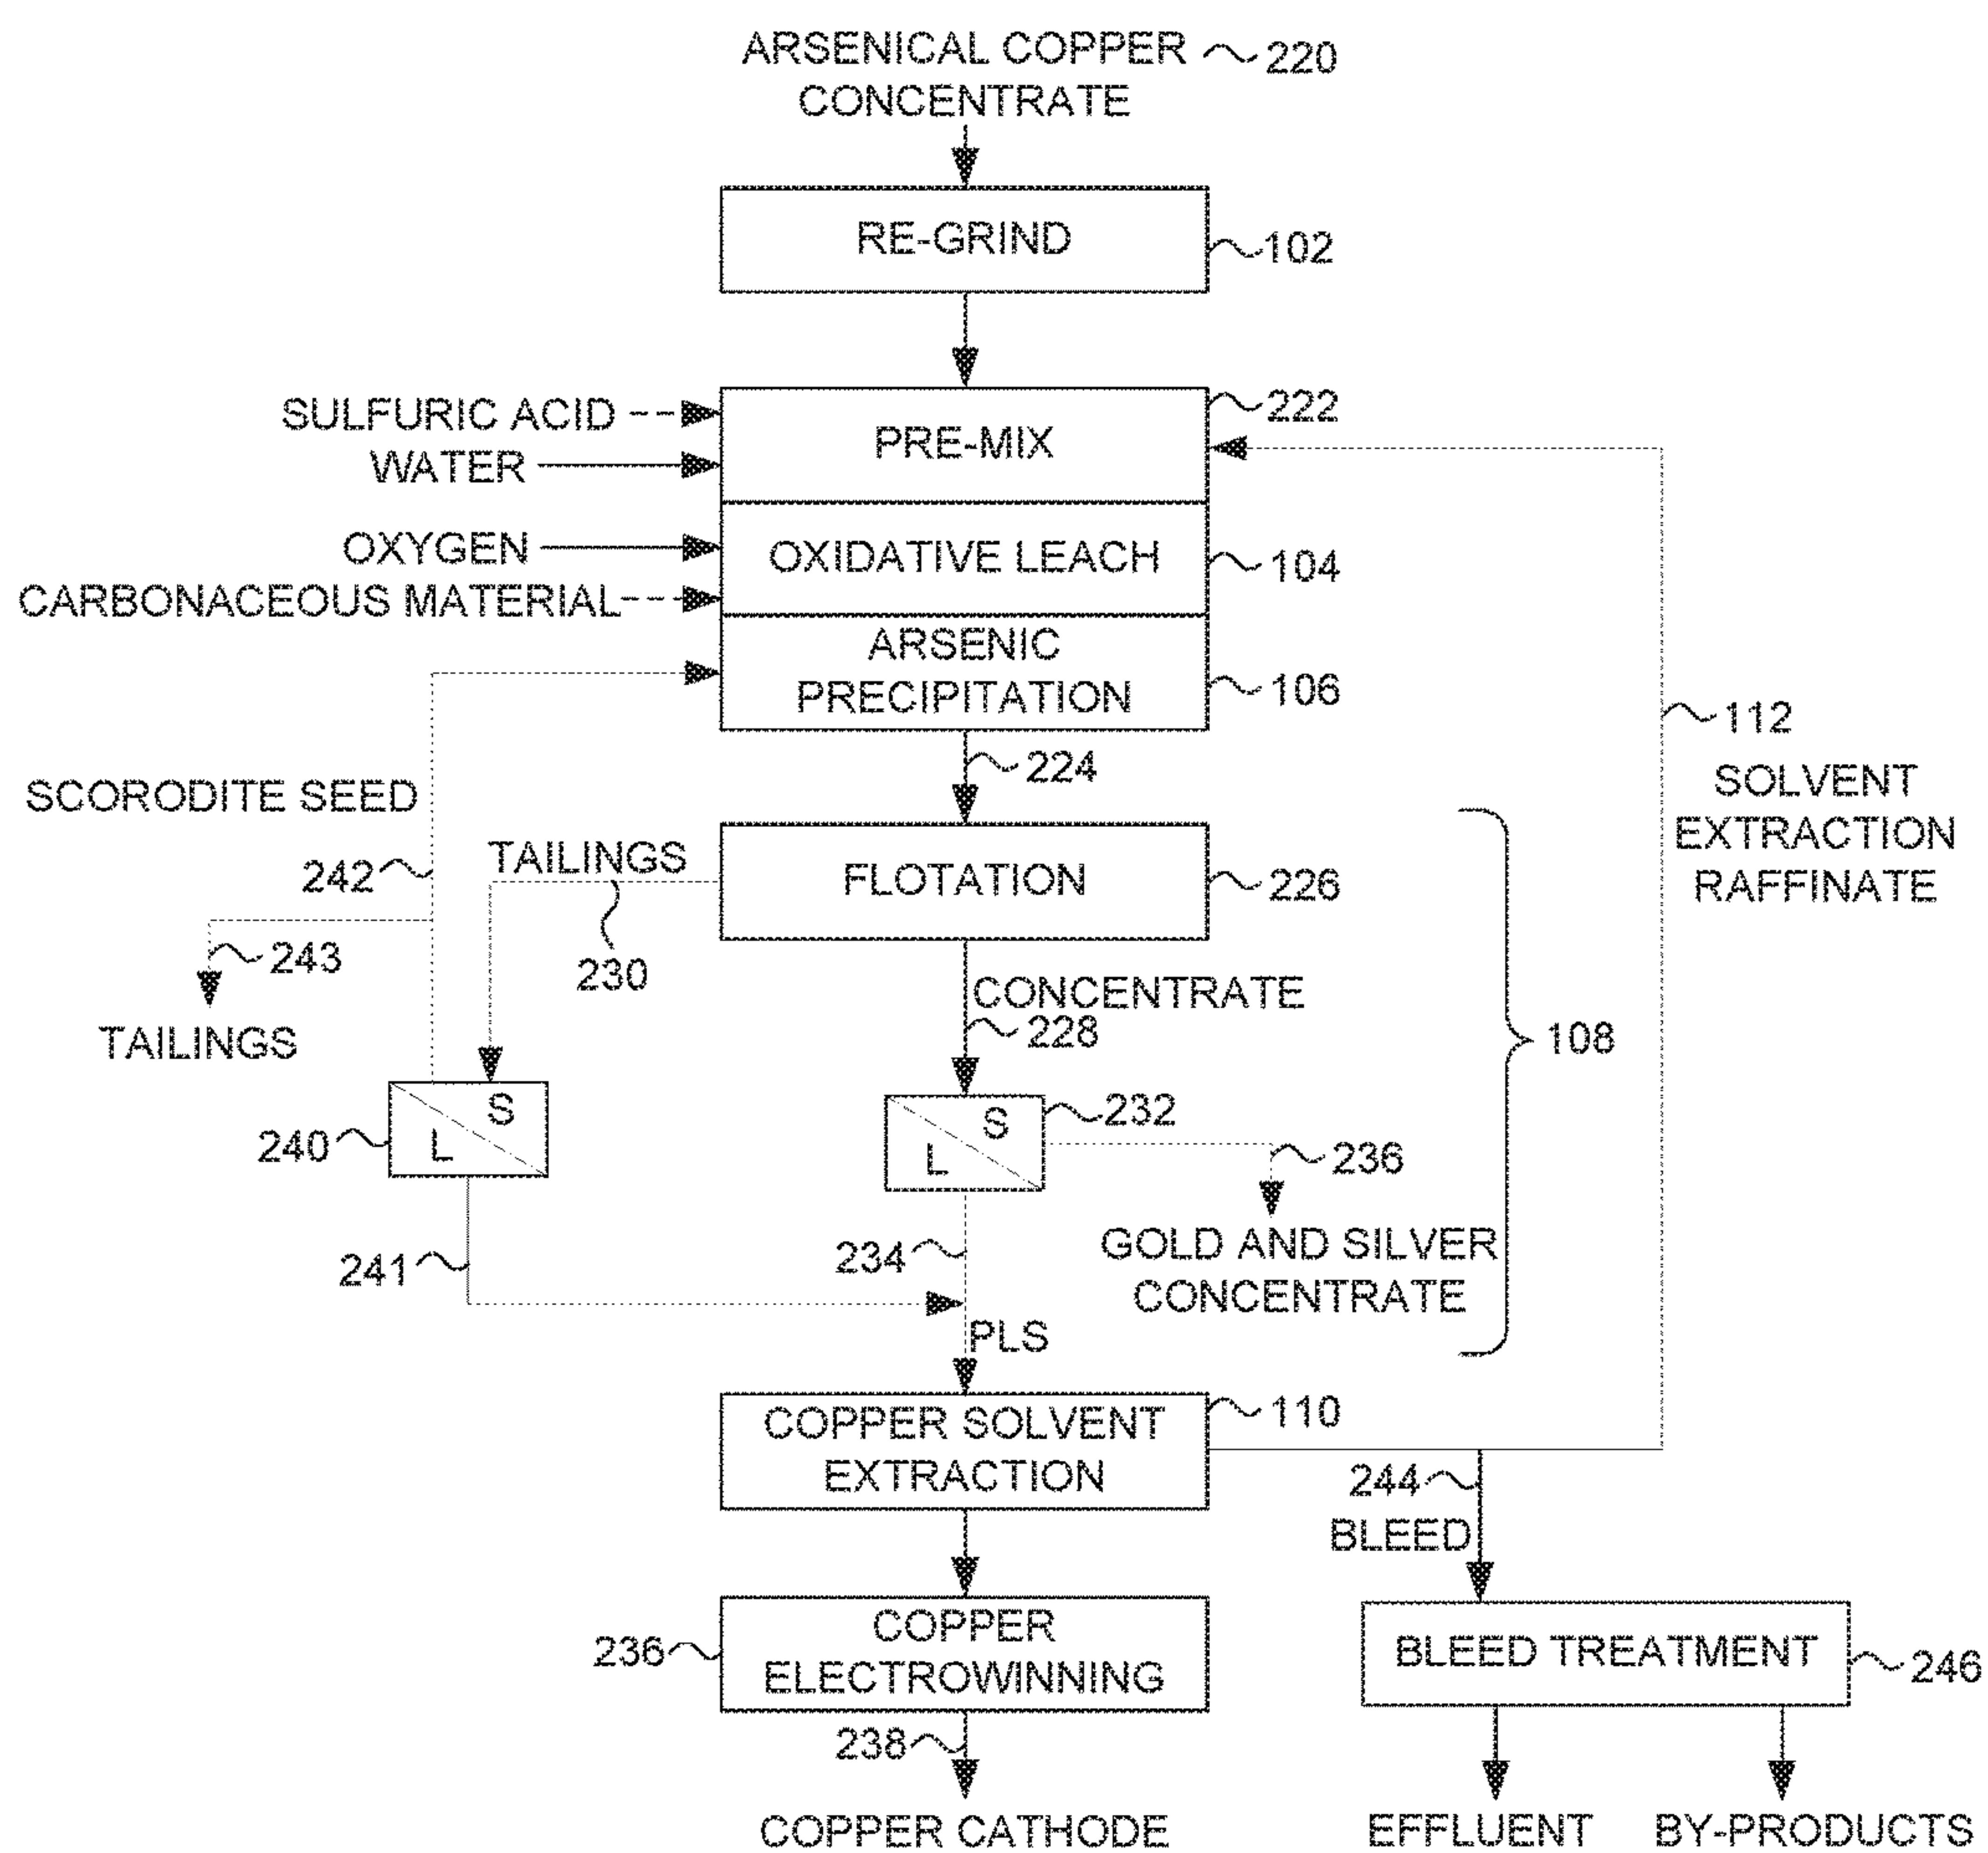 ARSENICAL COPPER 220
CONCENTRATE
RE-GRIND
102
SULFURIC ACID
WATER
PRE-MIX
222
OXYGEN
CARBONACEOUS MATERIAL
OXIDATIVE LEACH
104
ARSENIC
PRECIPITATION
106
112
SOLVENT
EXTRACTION
RAFFINATE
224
SCORODITE SEED
242
TAILINGS
230
FLOTATION
226
243
TAILINGS
CONCENTRATE
228
108
S
L
240
S
L
232
236
GOLD AND SILVER
CONCENTRATE
241
234
PLS
COPPER SOLVENT
EXTRACTION
110
244
BLEED
236
COPPER
ELECTROWINNING
BLEED TREATMENT
246
238
COPPER CATHODE
EFFLUENT
BY-PRODUCTS